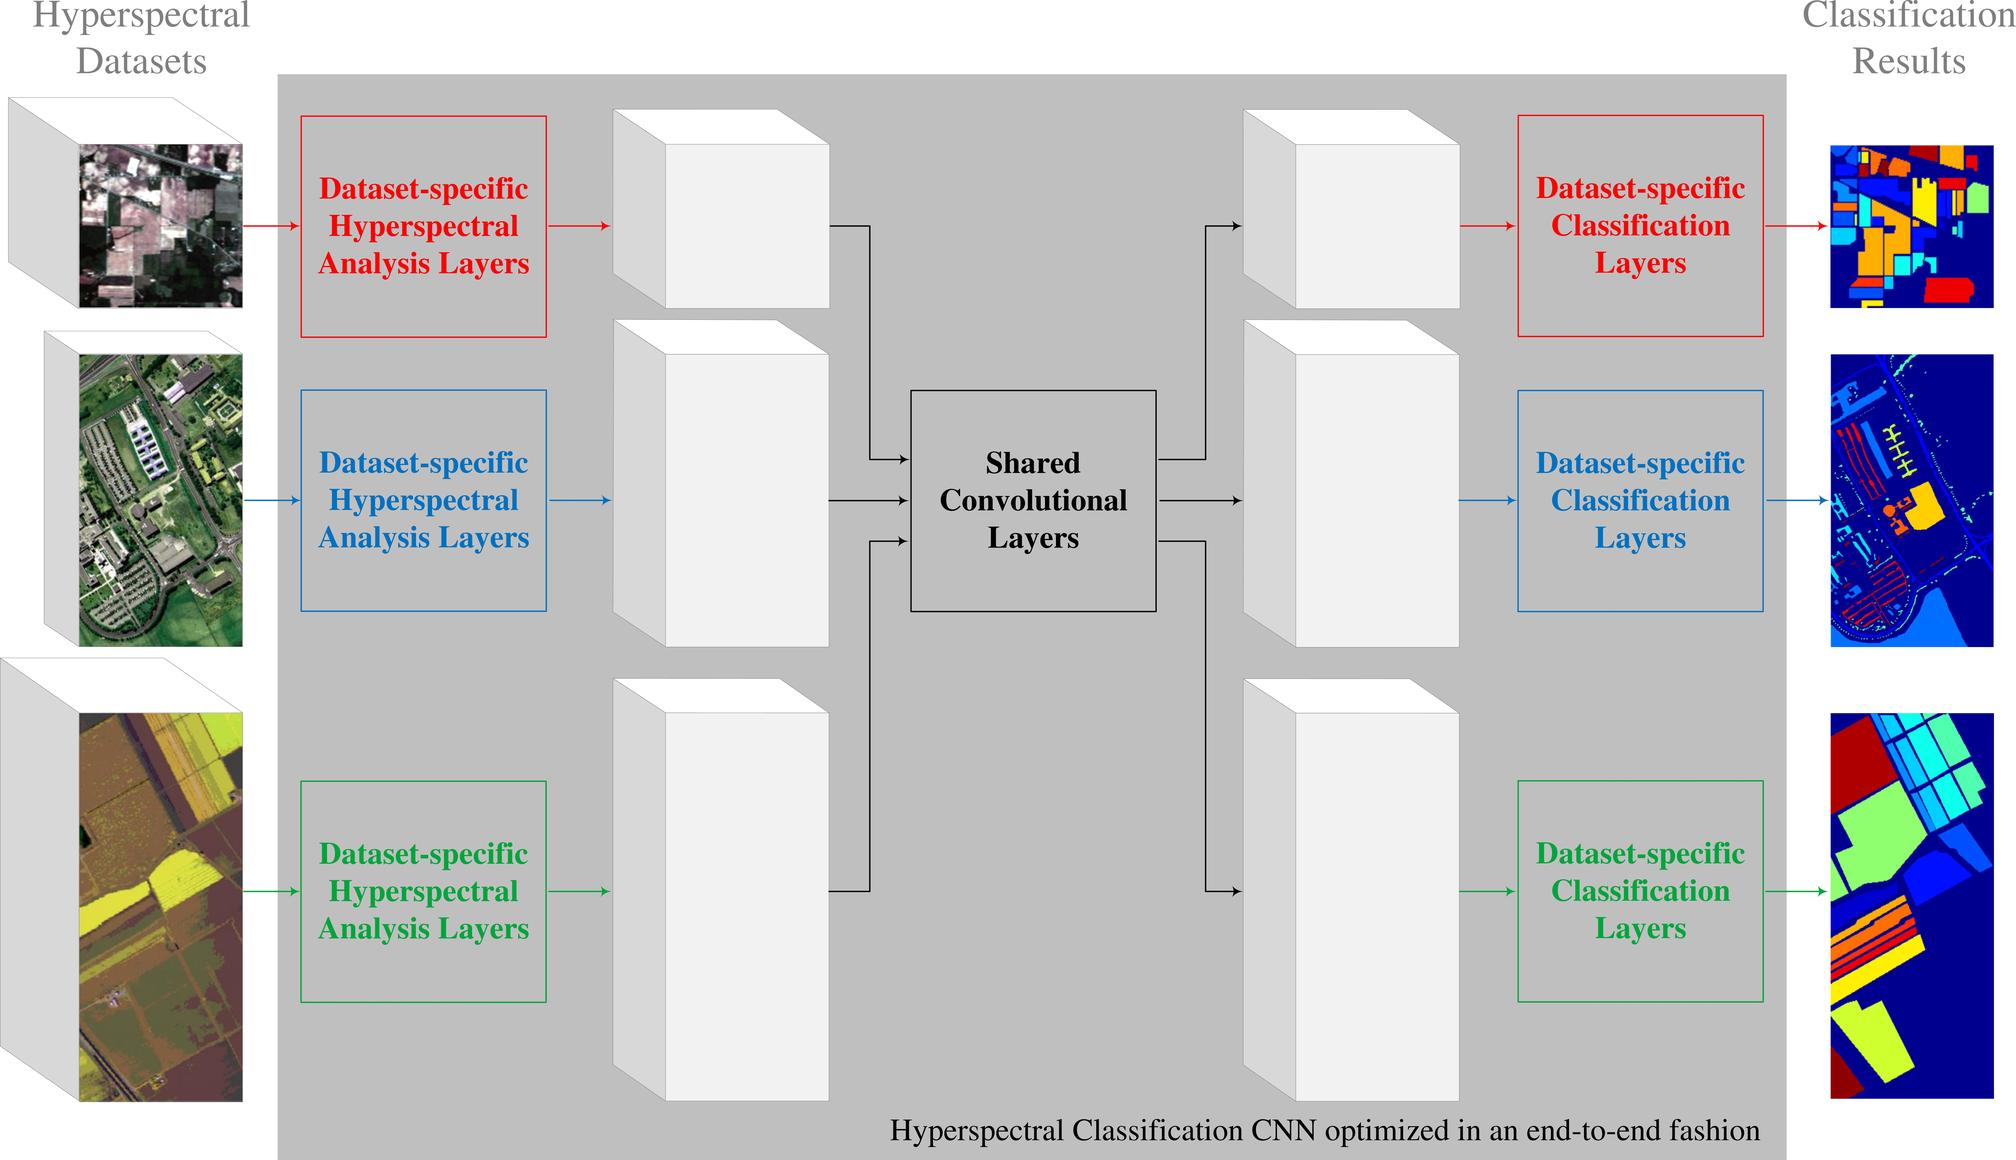 Hyperspectral
Datasets
Classification
Results
Dataset-specific
Hyperspectral
Analysis Layers
Dataset-specific
Classification
Layers
Dataset-specific
Hyperspectral
Analysis Layers
Shared
Convolutional
Layers
Dataset-specific
Classification
Layers
Dataset-specific
Hyperspectral
Analysis Layers
Dataset-specific
Classification
Layers
Hyperspectral Classification CNN optimized in an end-to-end fashion